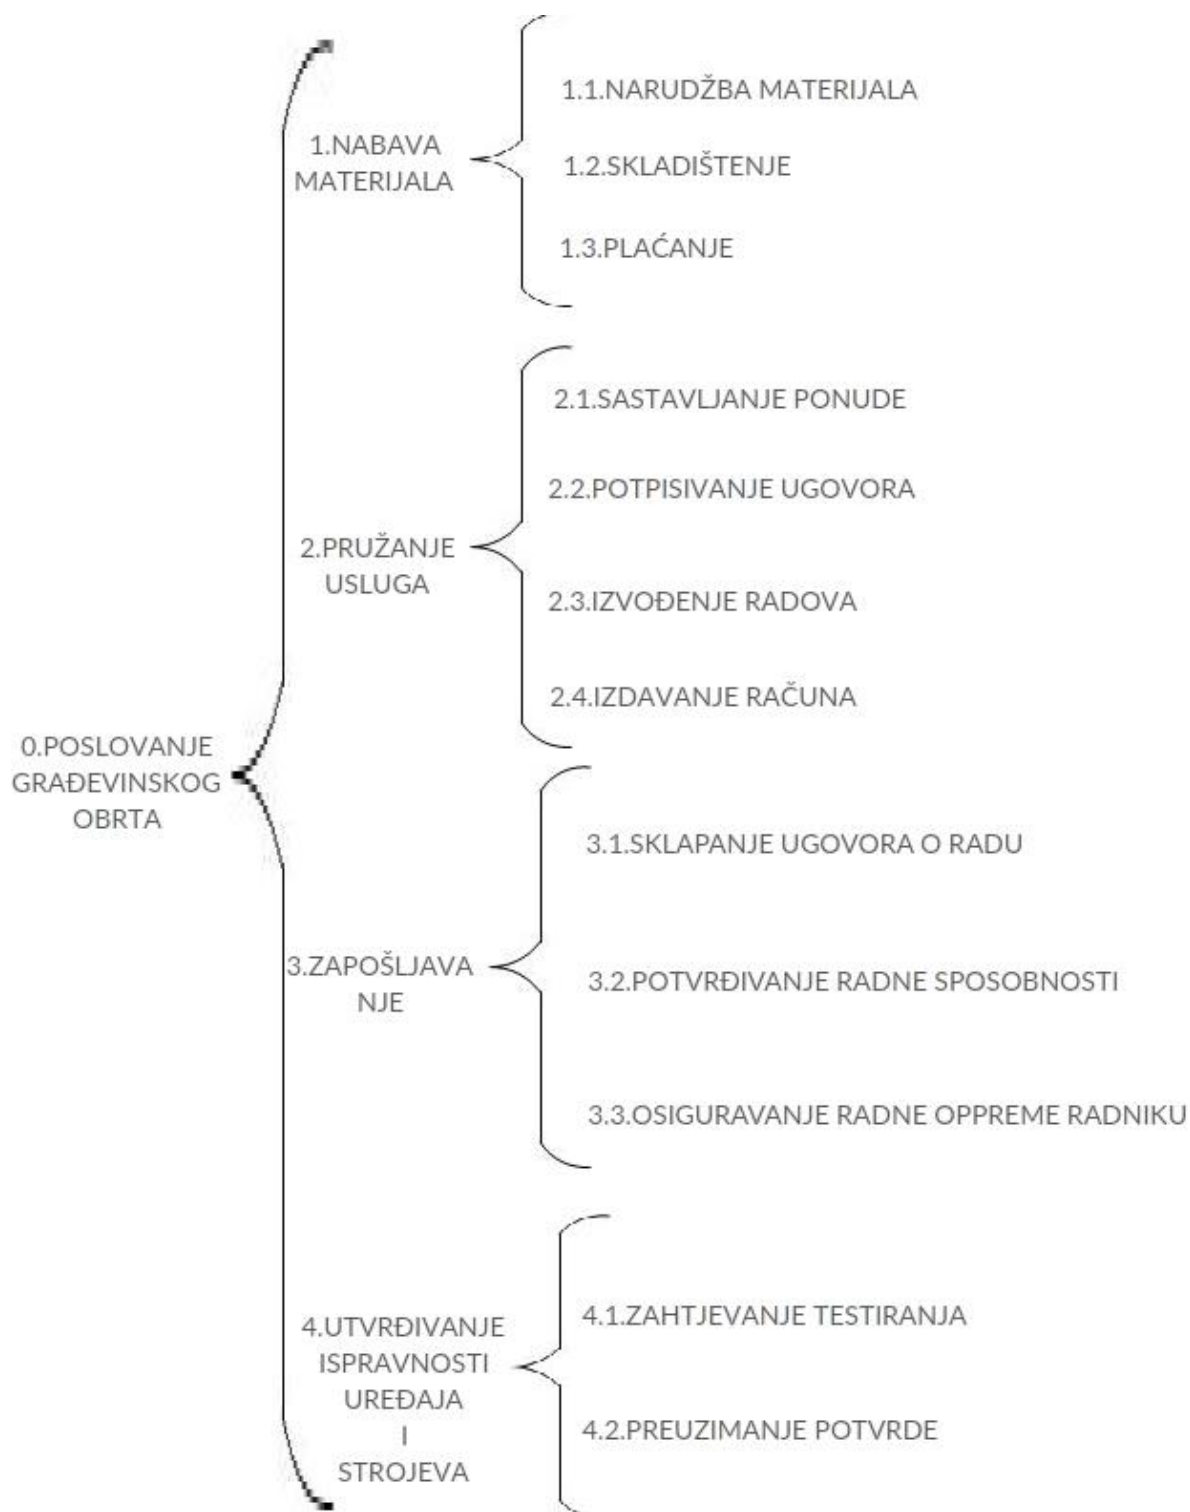 0.POSLOVANJE
GRAĐEVINSKOG
OBRTA
1.NABAVA
MATERIJALA
1.1.NARUDŽBA MATERIJALA
1.2.SKLADIŠTENJE
1.3.PLAĆANJE
2.PRUŽANJE
USLUGA
2.1.SASTAVLJANJE PONUDE
2.2.POTPISIVANJE UGOVORA
2.3.IZVOĐENJE RADOVA
2.4.IZDAVANJE RAČUNA
3.ZAPOŠLJAVA
NJE
3.1.SKLAPANJE UGOVORA O RADU
3.2.POTVRĐIVANJE RADNE SPOSOBNOSTI
3.3.OSIGURAVANJE RADNE OPPREME RADNIKU
4.UTVRĐIVANJE
ISPRAVNOSTI
UREĐAJA
I
STROJEVA
4.1.ZAHTJEVANJE TESTIRANJA
4.2.PREUZIMANJE POTVRDE